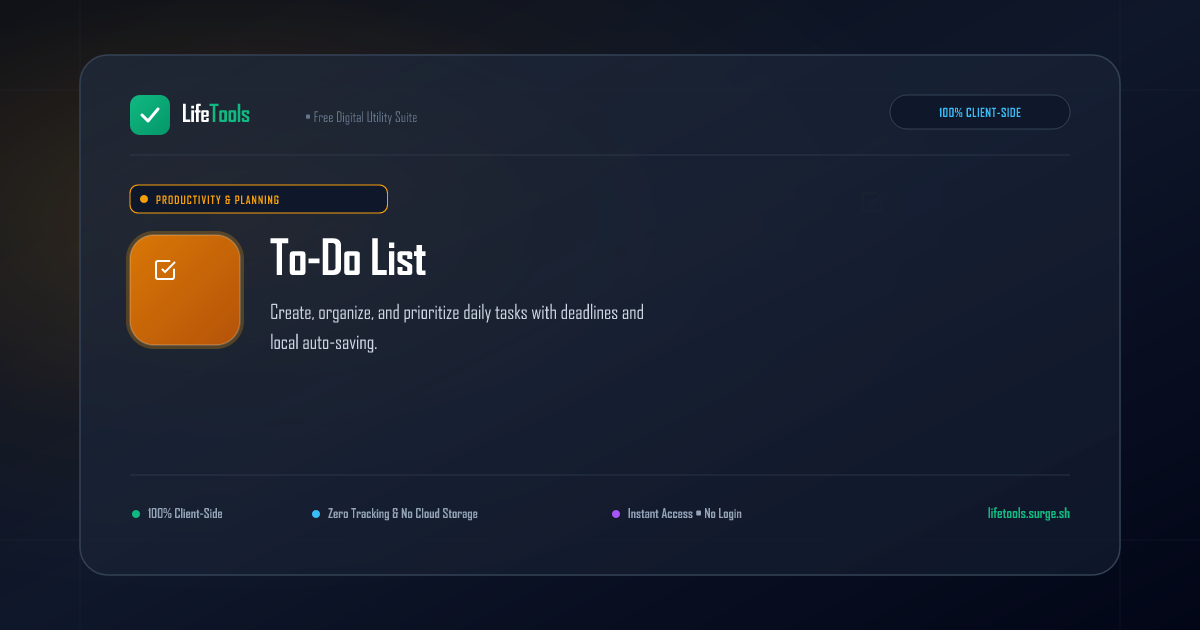 LifeTools
• Free Digital Utility Suite
100% CLIENT-SIDE
PRODUCTIVITY & PLANNING
To-Do List
Create, organize, and prioritize daily tasks with deadlines and
local auto-saving.
100% Client-Side
Zero Tracking & No Cloud Storage
Instant Access • No Login
lifetools.surge.sh